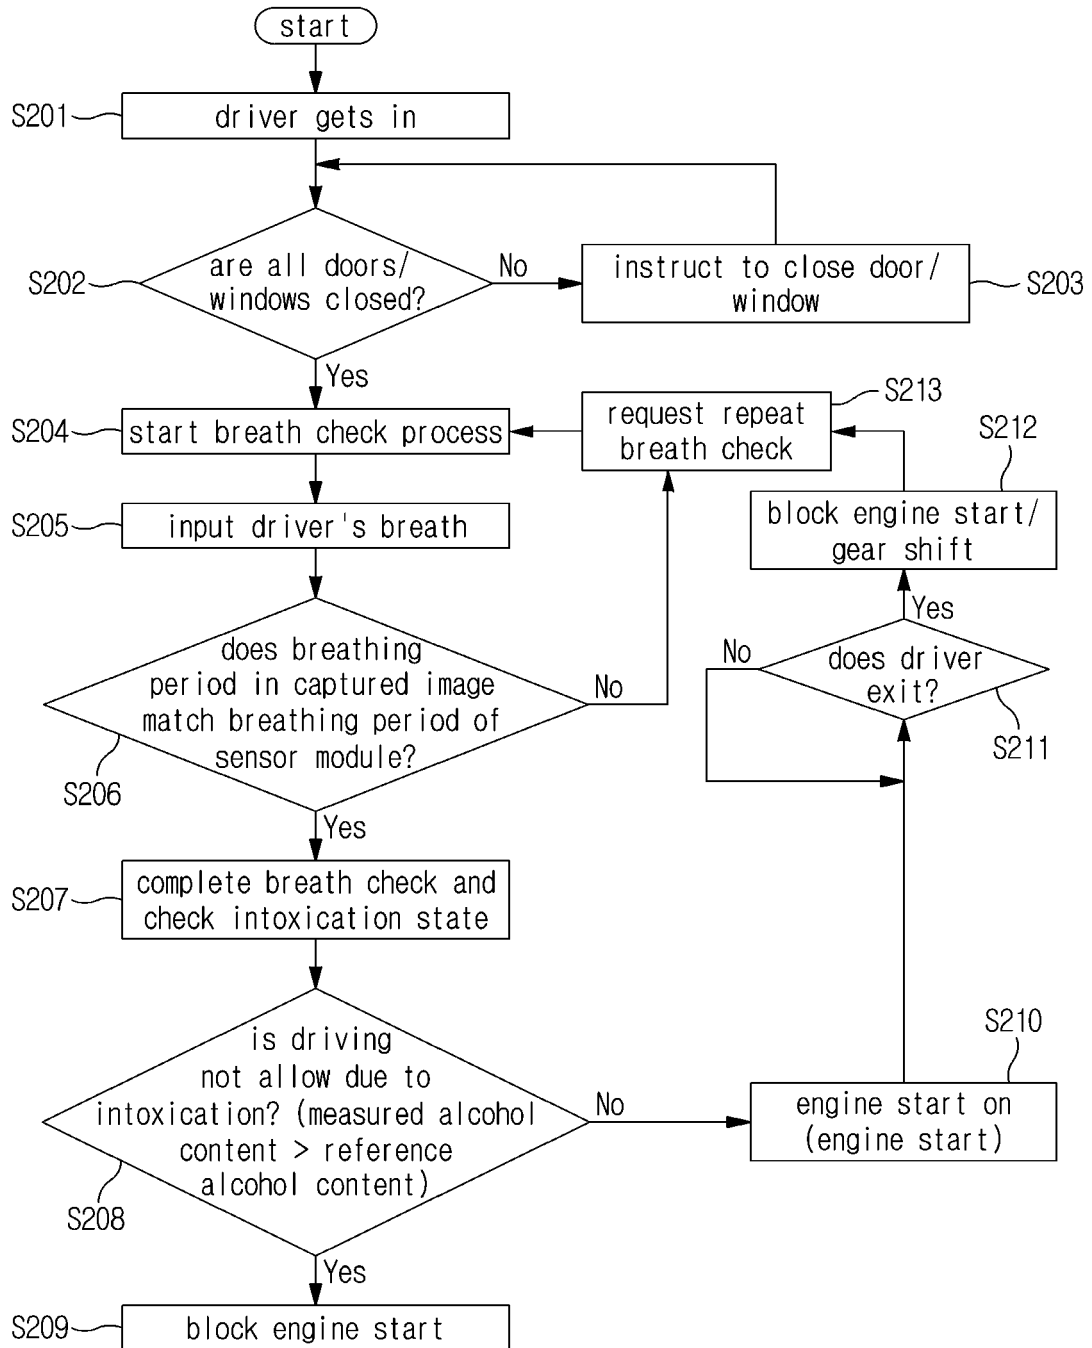 start
S201
driver gets in
S202
are all doors/
windows closed?
No
instruct to close door/
window
S203
Yes
S204
start breath check process
request repeat
breath check
S213
S212
block engine start/
gear shift
S205
input driver's breath
Yes
does driver
exit?
No
S211
does breathing
period in captured image
match breathing period of
sensor module?
No
S206
Yes
S207
complete breath check and
check intoxication state
is driving
not allow due to
intoxication? (measured alcohol
content > reference
alcohol content)
No
S208
S210
engine start on
(engine start)
Yes
S209
block engine start